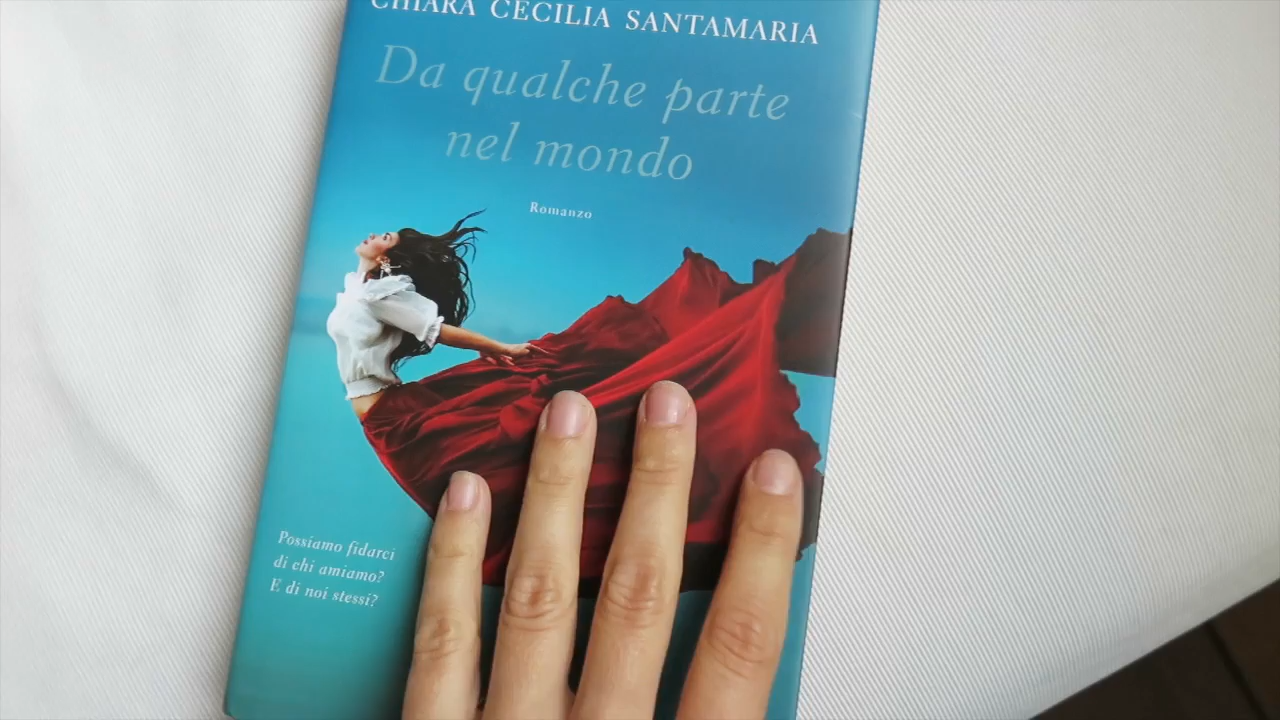 CHIARA CECILIA SANTAMARIA
Da qualche parte
nel mondo
Romanzo
Possiamo fidarci
di chi amiamo?
E di noi stessi?